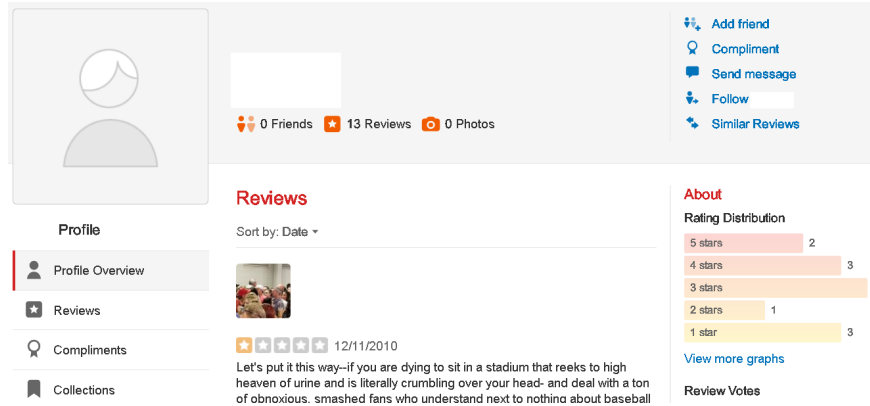 Add friend
Compliment
Send message
Follow
Similar Reviews
0 Friends 13 Reviews 0 Photos
Profile
Profile Overview
Reviews
Compliments
Collections
Reviews
Sort by: Date
12/11/2010
Let's put it this way--if you are dying to sit in a stadium that reeks to high
heaven of urine and is literally crumbling over your head- and deal with a ton
of obnoxious, smashed fans who understand next to nothing about baseball
About
Rating Distribution
5 stars 2
4 stars 3
3 stars
2 stars 1
1 star 3
View more graphs
Review Votes